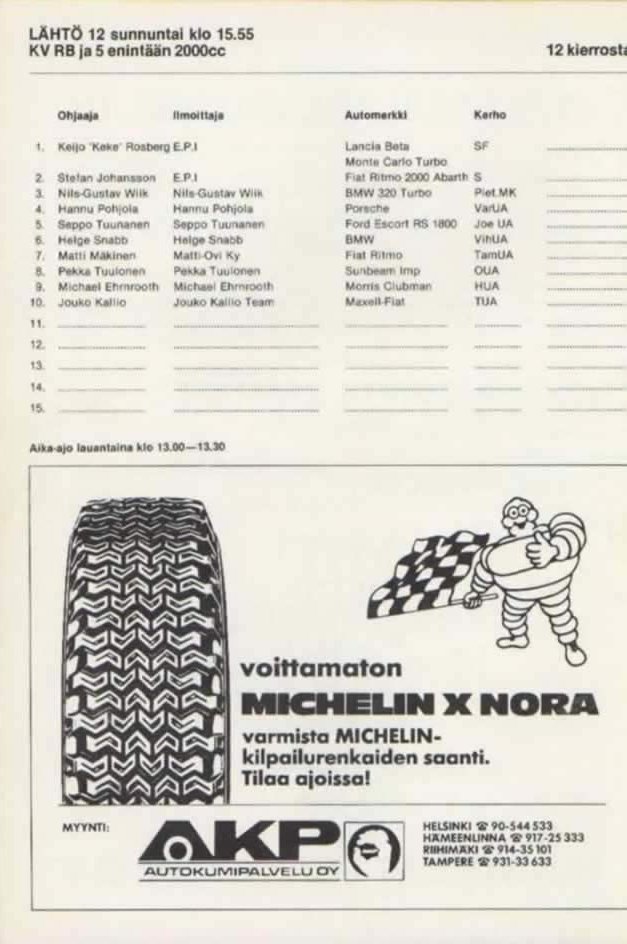 LÄHTÖ 12 sunnuntai klo 15.55
KV RB ja 5 enintään 2000cc 12 kierrosta
Ohjaaja Ilmoittaja Automerkki Kerho
1. Keijo "Keke" Rosberg E.P.I Lancia Beta SF
Monte Carlo Turbo
2. Stefan Johansson E.P.I Fiat Ritmo 2000 Abarth S
3. Nils-Gustav Wiik Nils-Gustav Wiik BMW 320 Turbo Piet.MK
4. Hannu Pohjola Hannu Pohjola Porsche VarUA
5. Seppo Tuunanen Seppo Tuunanen Ford Escort RS 1800 Joe UA
6. Helge Snabb Helge Snabb BMW VihUA
7. Matti Mäkinen Matti-Ovi Ky Fiat Ritmo TamUA
8. Pekka Tuulonen Pekka Tuulonen Sunbeam Imp OUA
9. Michael Ehrnrooth Michael Ehrnrooth Morris Clubman HUA
10. Jouko Kallio Jouko Kallio Team Maxell-Fiat TUA
11.
12.
13.
14.
15.
Aika-ajo lauantaina klo 13.00—13.30
voittamaton
MICHELIN X NORA
varmista MICHELIN-
kilpailurenkaiden saanti.
Tilaa ajoissa!
MYYNTI:
AKP
AUTOKUMIPALVELU OY
HELSINKI ☎ 90-544 533
HÄMEENLINNA ☎ 917-25 333
RIIHIMÄKI ☎ 914-35 101
TAMPERE ☎ 931-33 633